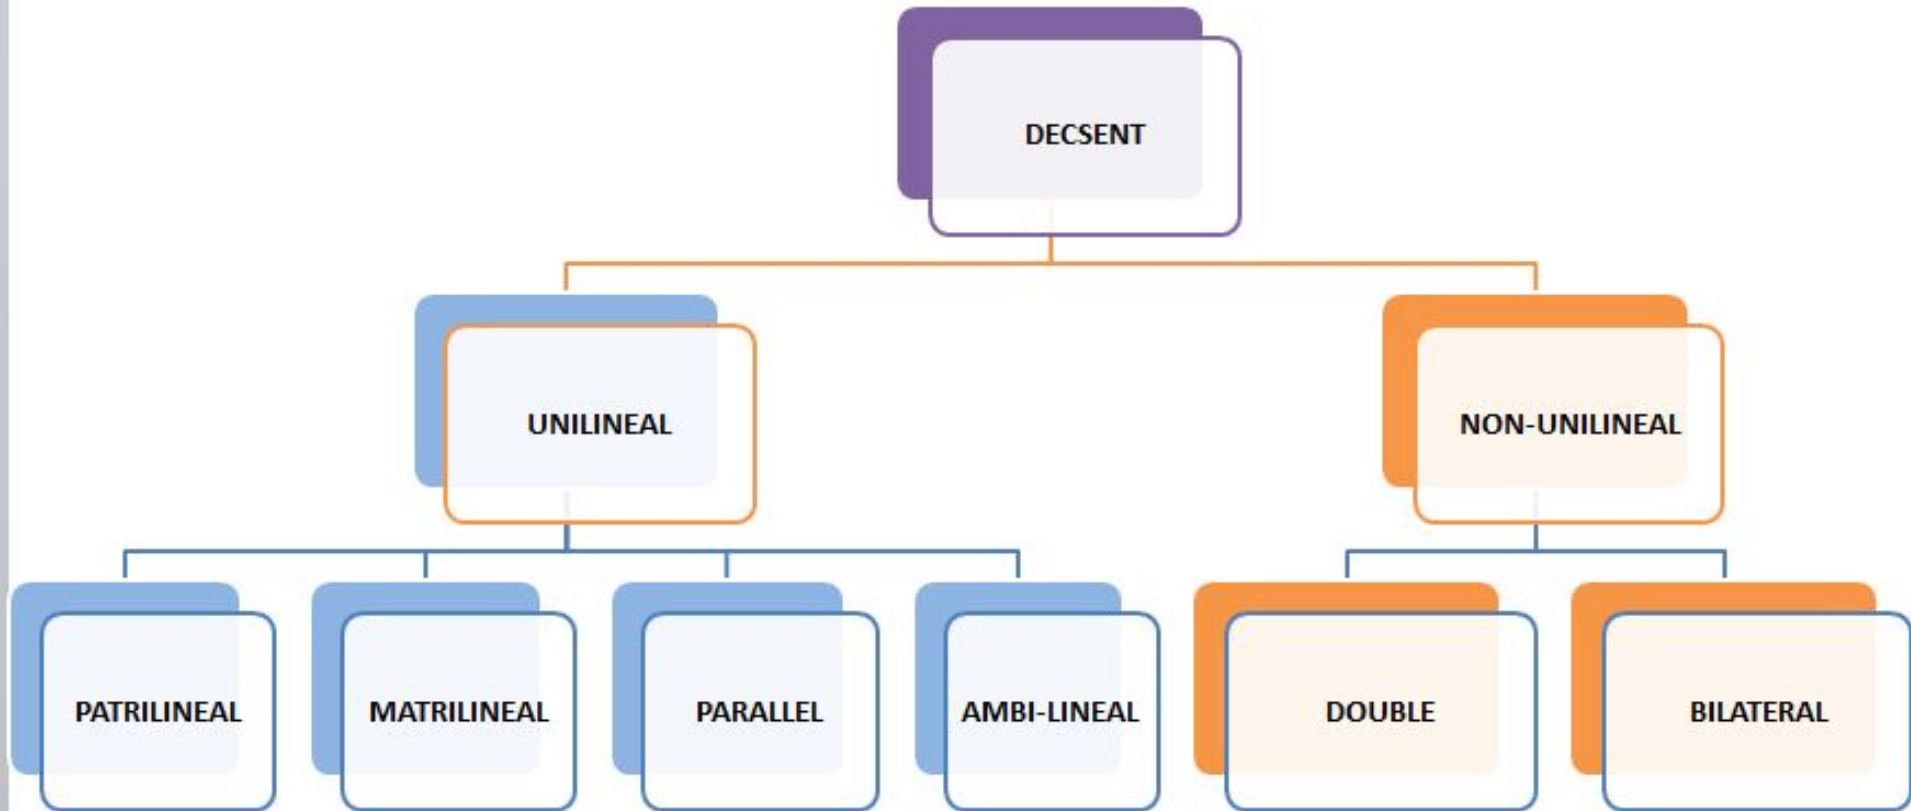 DECSENT
UNILINEAL
NON-UNILINEAL
PATRILINEAL
MATRILINEAL
PARALLEL
AMBI-LINEAL
DOUBLE
BILATERAL